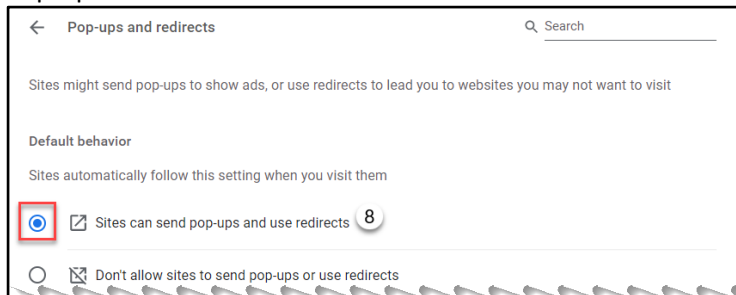 Pop-ups and redirects
Search
Sites might send pop-ups to show ads, or use redirects to lead you to websites you may not want to visit
Default behavior
Sites automatically follow this setting when you visit them
Sites can send pop-ups and use redirects 8
Don't allow sites to send pop-ups or use redirects